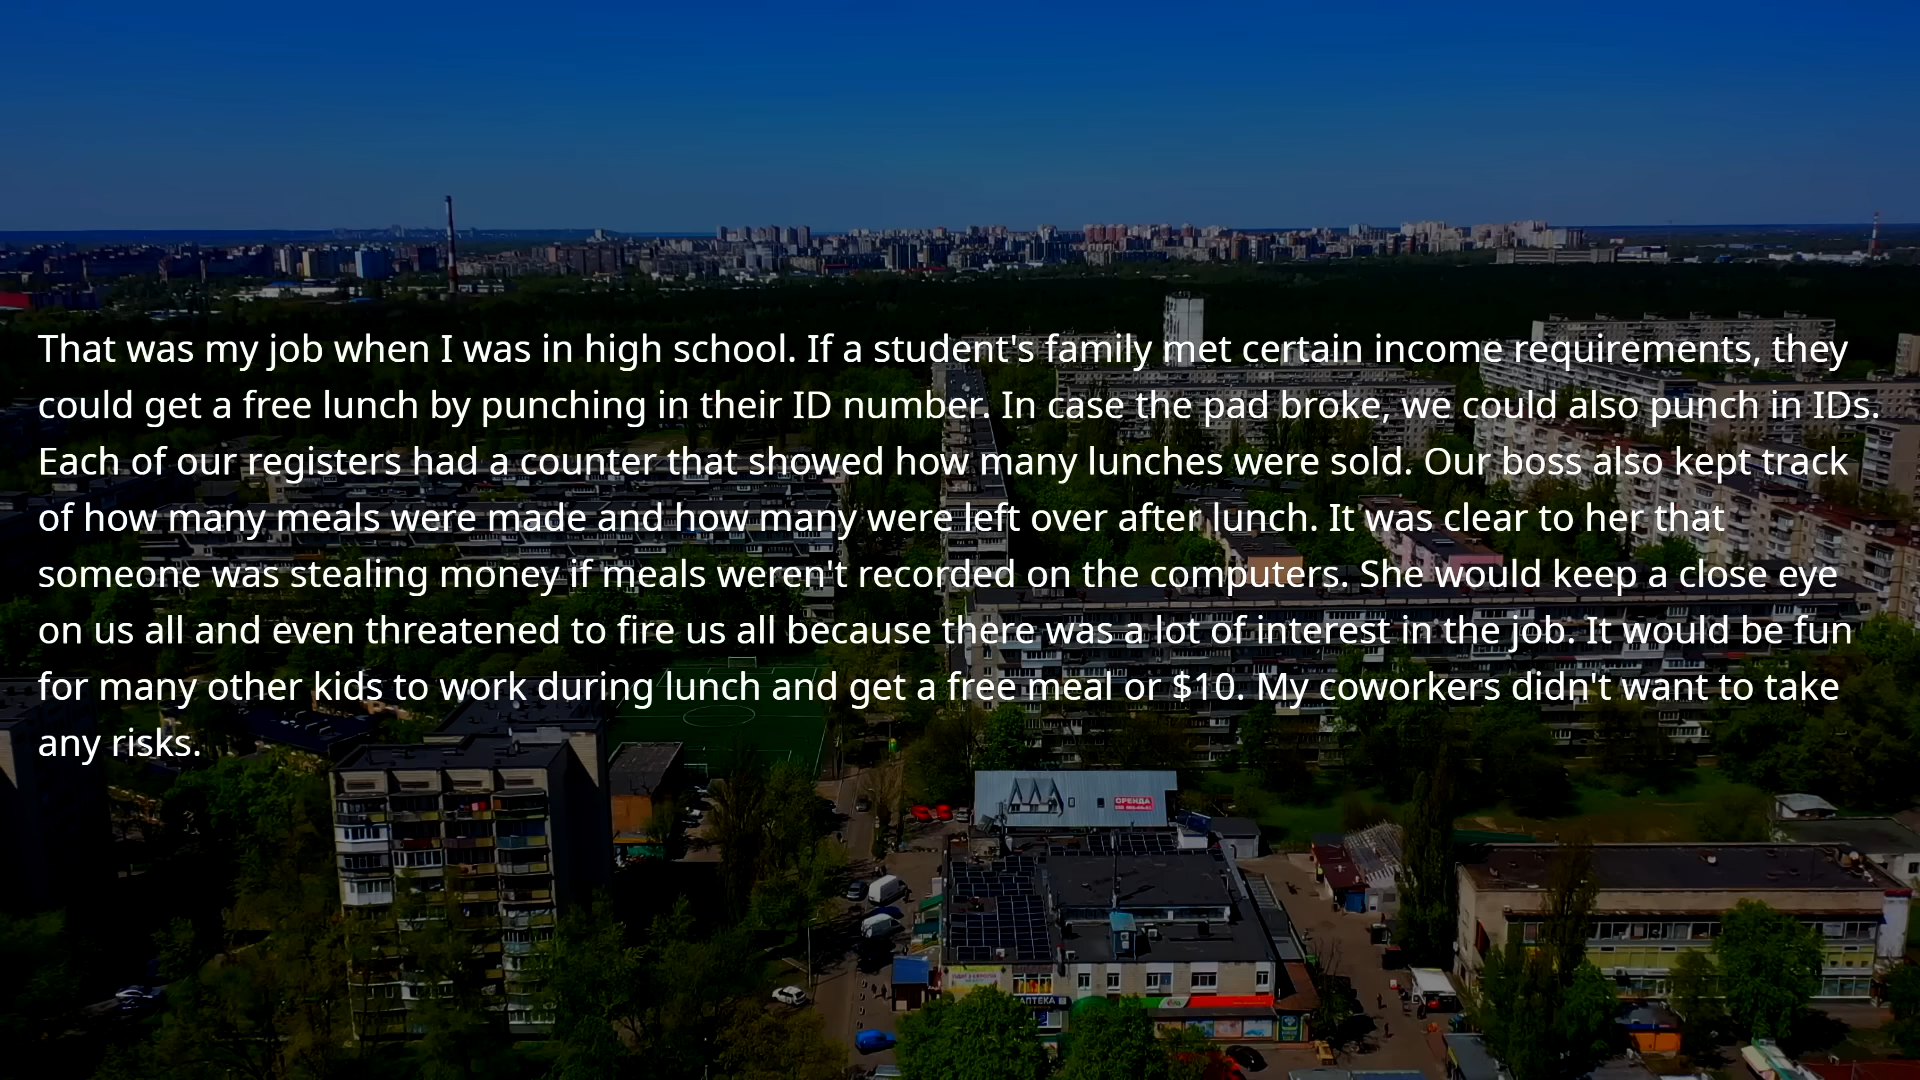 That was my job when I was in high school. If a student's family met certain income requirements, they
could get a free lunch by punching in their ID number. In case the pad broke, we could also punch in IDs.
Each of our registers had a counter that showed how many lunches were sold. Our boss also kept track
of how many meals were made and how many were left over after lunch. It was clear to her that
someone was stealing money if meals weren't recorded on the computers. She would keep a close eye
on us all and even threatened to fire us all because there was a lot of interest in the job. It would be fun
for many other kids to work during lunch and get a free meal or $10. My coworkers didn't want to take
any risks.
ОРЕНДА
АПТЕКА